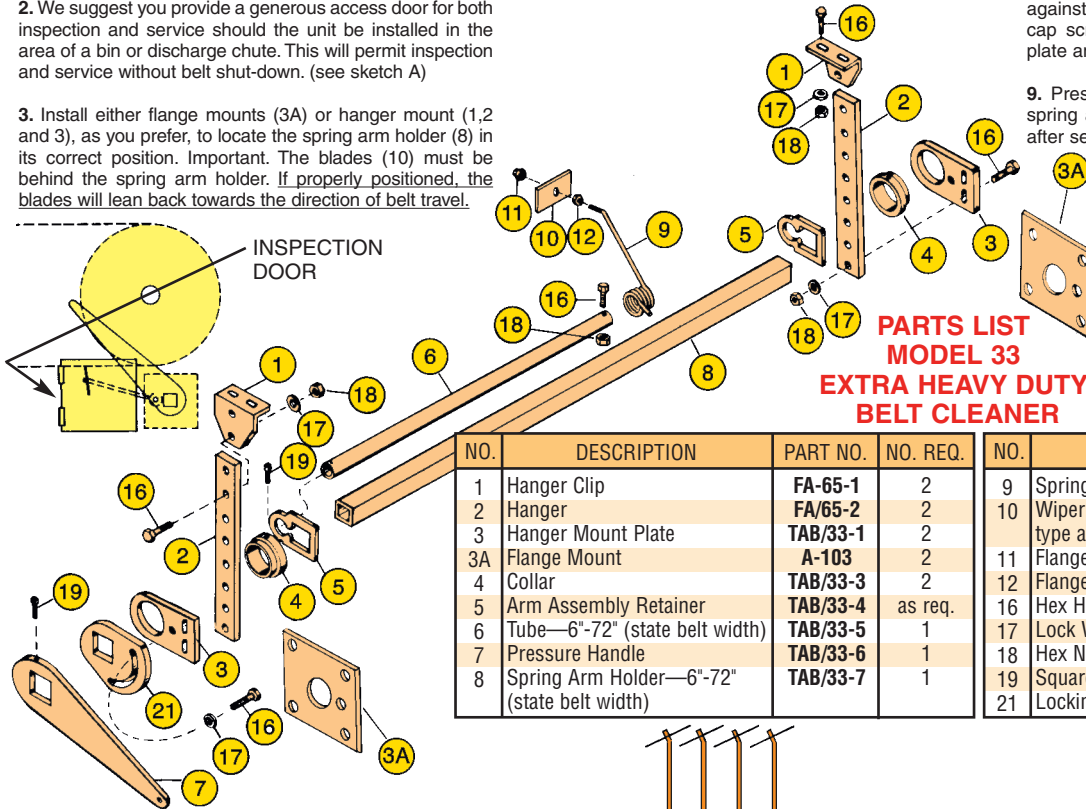 2. We suggest you provide a generous access door for both
inspection and service should the unit be installed in the
area of a bin or discharge chute. This will permit inspection
and service without belt shut-down. (see sketch A)
3. Install either flange mounts (3A) or hanger mount (1,2
and 3), as you prefer, to locate the spring arm holder (8) in
its correct position. Important. The blades (10) must be
behind the spring arm holder. If properly positioned, the
blades will lean back towards the direction of belt travel.
against
cap scr
plate an
9. Pres
spring a
after se
INSPECTION
DOOR
16
1
17
18
2
16
3A
11
10
12
9
5
4
3
16
18
6
18
17
8
1
18
17
19
16
2
4
5
19
3
21
16
17
7
3A
PARTS LIST
MODEL 33
EXTRA HEAVY DUTY
BELT CLEANER
NO. DESCRIPTION PART NO. NO. REQ.
1 Hanger Clip FA-65-1 2
2 Hanger FA/65-2 2
3 Hanger Mount Plate TAB/33-1 2
3A Flange Mount A-103 2
4 Collar TAB/33-3 2
5 Arm Assembly Retainer TAB/33-4 as req.
6 Tube—6"-72" (state belt width) TAB/33-5 1
7 Pressure Handle TAB/33-6 1
8 Spring Arm Holder—6"-72" TAB/33-7 1
(state belt width)
NO.
9 Spring
10 Wiper
type a
11 Flange
12 Flange
16 Hex H
17 Lock W
18 Hex N
19 Square
21 Lockin